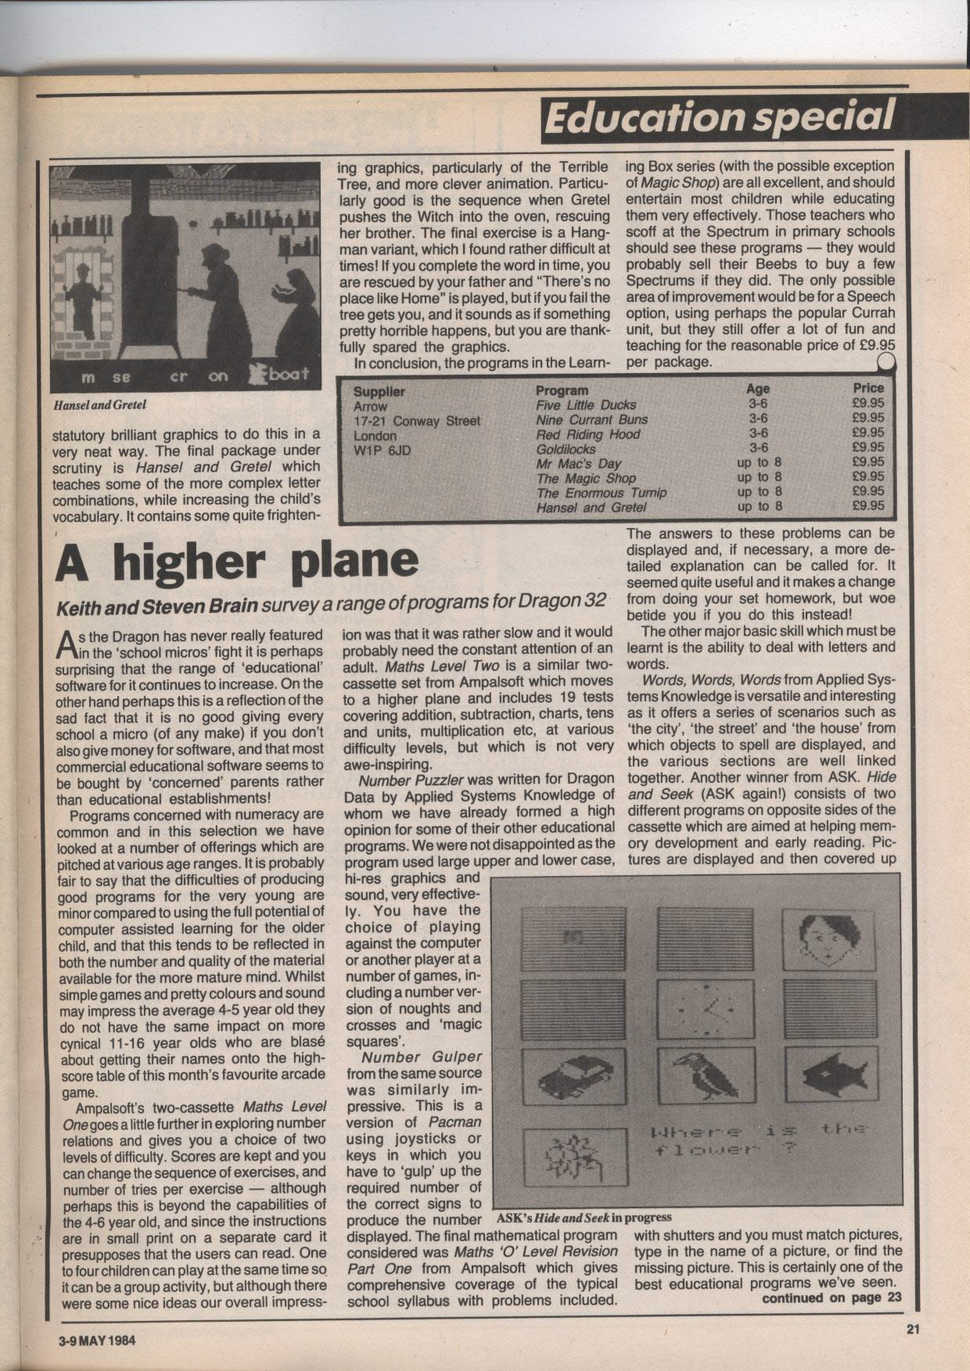 Education special
m se cr on boat
Hansel and Gretel
statutory brilliant graphics to do this in a
very neat way. The final package under
scrutiny is Hansel and Gretel which
teaches some of the more complex letter
combinations, while increasing the child's
vocabulary. It contains some quite frighten-
ing graphics, particularly of the Terrible
Tree, and more clever animation. Particu-
larly good is the sequence when Gretel
pushes the Witch into the oven, rescuing
her brother. The final exercise is a Hang-
man variant, which I found rather difficult at
times! If you complete the word in time, you
are rescued by your father and "There's no
place like Home" is played, but if you fail the
tree gets you, and it sounds as if something
pretty horrible happens, but you are thank-
fully spared the graphics.
In conclusion, the programs in the Learn-
ing Box series (with the possible exception
of Magic Shop) are all excellent, and should
entertain most children while educating
them very effectively. Those teachers who
scoff at the Spectrum in primary schools
should see these programs — they would
probably sell their Beebs to buy a few
Spectrums if they did. The only possible
area of improvement would be for a Speech
option, using perhaps the popular Currah
unit, but they still offer a lot of fun and
teaching for the reasonable price of £9.95
per package.
Supplier Program Age Price
Arrow Five Little Ducks 3-6 £9.95
17-21 Conway Street Nine Currant Buns 3-6 £9.95
London Red Riding Hood 3-6 £9.95
W1P 6JD Goldilocks 3-6 £9.95
Mr Mac's Day up to 8 £9.95
The Magic Shop up to 8 £9.95
The Enormous Turnip up to 8 £9.95
Hansel and Gretel up to 8 £9.95
A higher plane
Keith and Steven Brain survey a range of programs for Dragon 32
As the Dragon has never really featured
in the 'school micros' fight it is perhaps
surprising that the range of 'educational'
software for it continues to increase. On the
other hand perhaps this is a reflection of the
sad fact that it is no good giving every
school a micro (of any make) if you don't
also give money for software, and that most
commercial educational software seems to
be bought by 'concerned' parents rather
than educational establishments!
Programs concerned with numeracy are
common and in this selection we have
looked at a number of offerings which are
pitched at various age ranges. It is probably
fair to say that the difficulties of producing
good programs for the very young are
minor compared to using the full potential of
computer assisted learning for the older
child, and that this tends to be reflected in
both the number and quality of the material
available for the more mature mind. Whilst
simple games and pretty colours and sound
may impress the average 4-5 year old they
do not have the same impact on more
cynical 11-16 year olds who are blasé
about getting their names onto the high-
score table of this month's favourite arcade
game.
Ampalsoft's two-cassette Maths Level
One goes a little further in exploring number
relations and gives you a choice of two
levels of difficulty. Scores are kept and you
can change the sequence of exercises, and
number of tries per exercise — although
perhaps this is beyond the capabilities of
the 4-6 year old, and since the instructions
are in small print on a separate card it
presupposes that the users can read. One
to four children can play at the same time so
it can be a group activity, but although there
were some nice ideas our overall impress-
ion was that it was rather slow and it would
probably need the constant attention of an
adult. Maths Level Two is a similar two-
cassette set from Ampalsoft which moves
to a higher plane and includes 19 tests
covering addition, subtraction, charts, tens
and units, multiplication etc, at various
difficulty levels, but which is not very
awe-inspiring.
Number Puzzler was written for Dragon
Data by Applied Systems Knowledge of
whom we have already formed a high
opinion for some of their other educational
programs. We were not disappointed as the
program used large upper and lower case,
hi-res graphics and
sound, very effective-
ly. You have the
choice of playing
against the computer
or another player at a
number of games, in-
cluding a number ver-
sion of noughts and
crosses and 'magic
squares'.
Number Gulper
from the same source
was similarly im-
pressive. This is a
version of Pacman
using joysticks or
keys in which you
have to 'gulp' up the
required number of
the correct signs to
produce the number
displayed. The final mathematical program
considered was Maths 'O' Level Revision
Part One from Ampalsoft which gives
comprehensive coverage of the typical
school syllabus with problems included.
The answers to these problems can be
displayed and, if necessary, a more de-
tailed explanation can be called for. It
seemed quite useful and it makes a change
from doing your set homework, but woe
betide you if you do this instead!
The other major basic skill which must be
learnt is the ability to deal with letters and
words.
Words, Words, Words from Applied Sys-
tems Knowledge is versatile and interesting
as it offers a series of scenarios such as
'the city', 'the street' and 'the house' from
which objects to spell are displayed, and
the various sections are well linked
together. Another winner from ASK. Hide
and Seek (ASK again!) consists of two
different programs on opposite sides of the
cassette which are aimed at helping mem-
ory development and early reading. Pic-
tures are displayed and then covered up
Where is the
flower ?
ASK's Hide and Seek in progress
with shutters and you must match pictures,
type in the name of a picture, or find the
missing picture. This is certainly one of the
best educational programs we've seen.
continued on page 23
3-9 MAY 1984
21